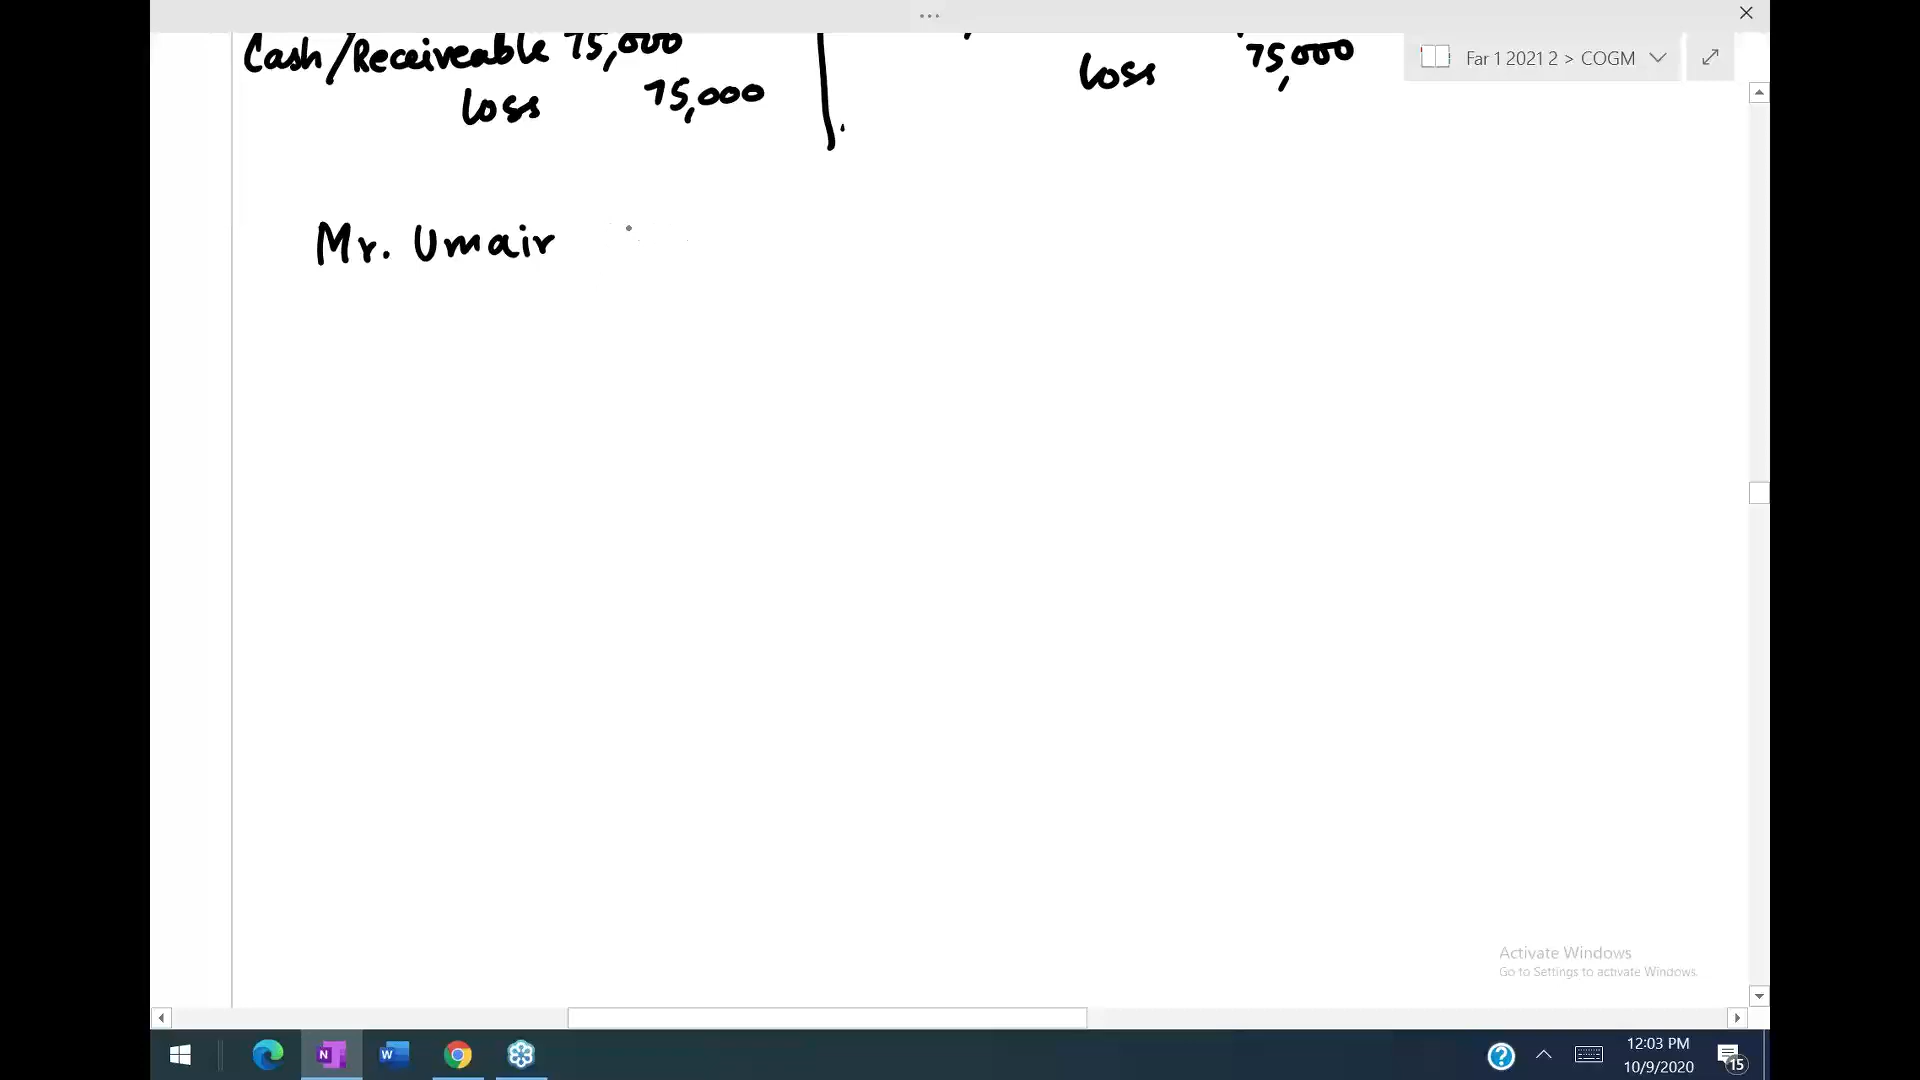 Cash/Receiveable 75,000
loss 75,000
75,000
loss
Far 1 2021 2 > COGM
Mr. Umair
Activate Windows
Go to Settings to activate Windows.
12:03 PM
10/9/2020
15